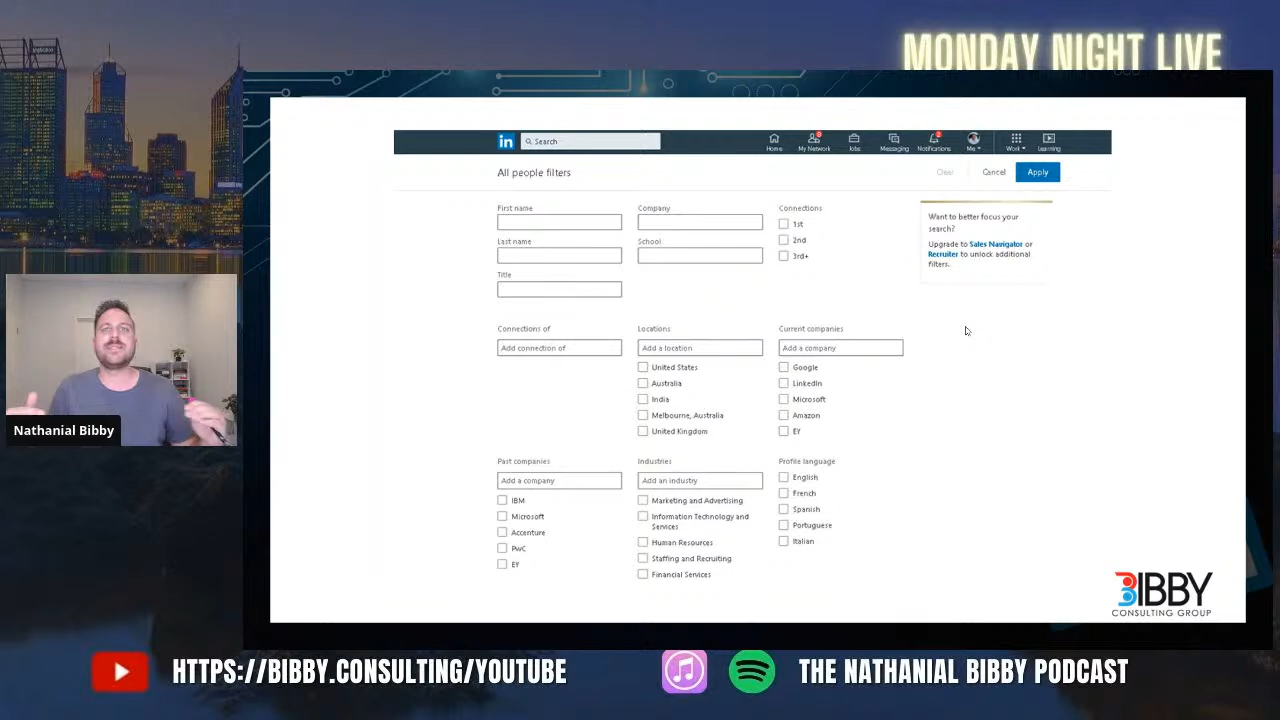 MONDAY NIGHT LIVE
in
Search
Home
My Network
Jobs
Messaging
Notifications
Me
Work
Learning
All people filters
Clear
Cancel
Apply
First name
Company
Connections
1st
Last name
School
2nd
3rd+
Title
Want to better focus your
search?
Upgrade to Sales Navigator or
Recruiter to unlock additional
filters.
Connections of
Add connection of
Locations
Add a location
United States
Australia
India
Melbourne, Australia
United Kingdom
Current companies
Add a company
Google
LinkedIn
Microsoft
Amazon
EY
Past companies
Add a company
IBM
Microsoft
Accenture
PwC
EY
Industries
Add an industry
Marketing and Advertising
Information Technology and
Services
Human Resources
Staffing and Recruiting
Financial Services
Profile language
English
French
Spanish
Portuguese
Italian
Nathanial Bibby
BIBBY
CONSULTING GROUP
HTTPS://BIBBY.CONSULTING/YOUTUBE
THE NATHANIAL BIBBY PODCAST